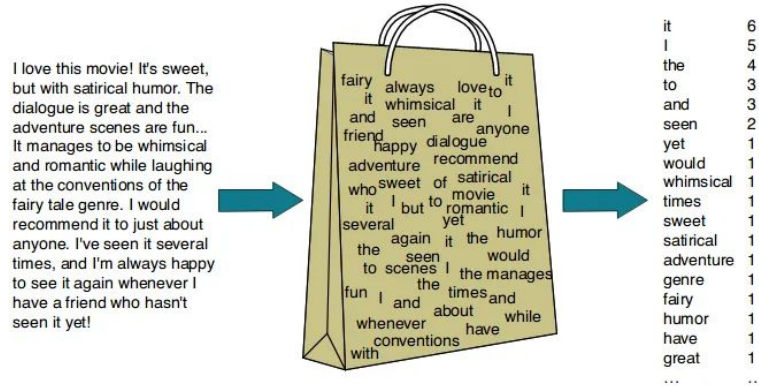 I love this movie! It's sweet,
but with satirical humor. The
dialogue is great and the
adventure scenes are fun...
It manages to be whimsical
and romantic while laughing
at the conventions of the
fairy tale genre. I would
recommend it to just about
anyone. I've seen it several
times, and I'm always happy
to see it again whenever I
have a friend who hasn't
seen it yet!
fairy always love to it
it whimsical it I
and seen are anyone
friend happy dialogue
adventure recommend
who sweet of satirical
it I but to movie it
romantic I
several yet
again it the humor
the seen would
to scenes I the manages
fun I and the times and
about while
whenever have
conventions
with
it 6
I 5
the 4
to 3
and 3
seen 2
yet 1
would 1
whimsical 1
times 1
sweet 1
satirical 1
adventure 1
genre 1
fairy 1
humor 1
have 1
great 1
... ..